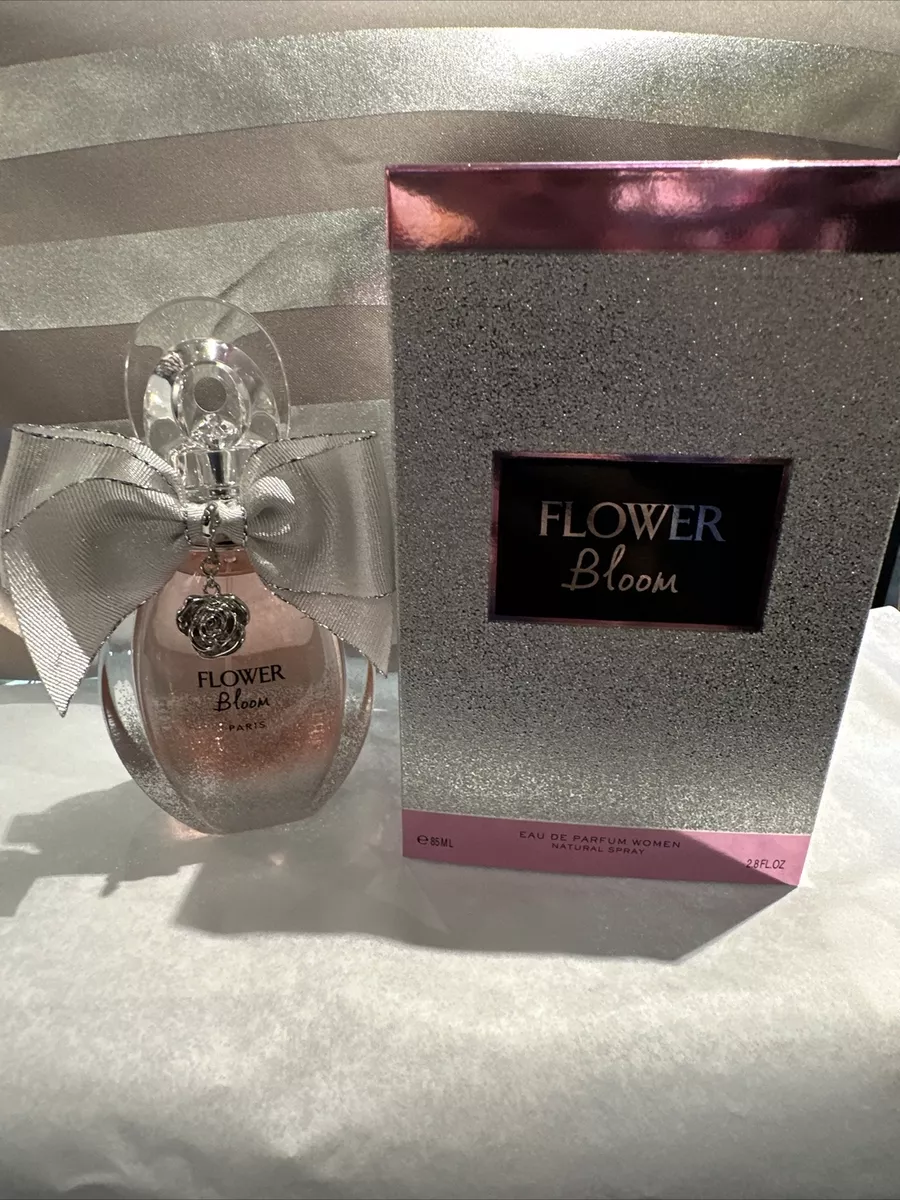 FLOWER
Bloom
PARIS
FLOWER
Bloom
℮85ML
EAU DE PARFUM WOMEN
NATURAL SPRAY
2.8FL.OZ